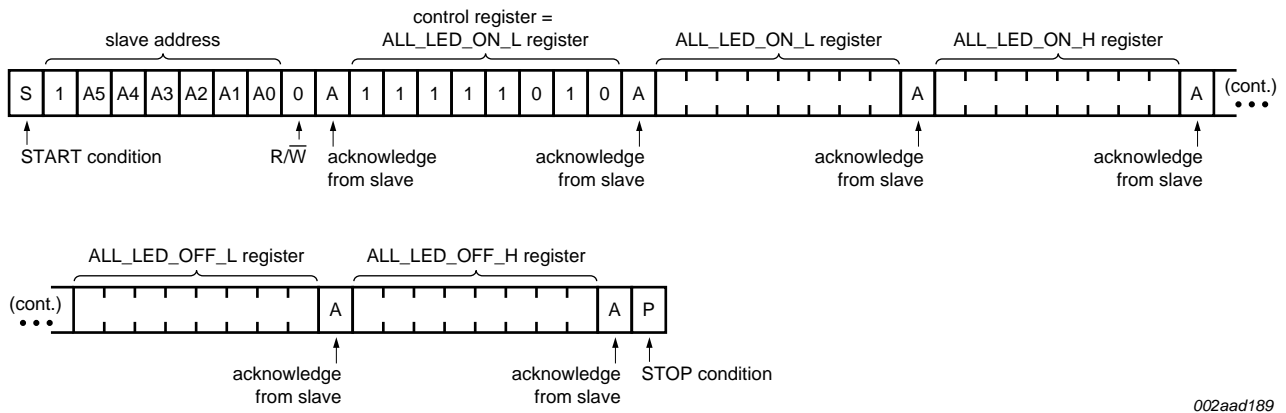 control register =
slave address
ALL_LED_ON_L register
ALL_LED_ON_L register
ALL_LED_ON_H register
S 1 A5 A4 A3 A2 A1 A0 0 A 1 1 1 1 1 0 1 0 A A A (cont.)
START condition
R/W̅
acknowledge
from slave
acknowledge
from slave
acknowledge
from slave
acknowledge
from slave
ALL_LED_OFF_L register
ALL_LED_OFF_H register
(cont.) A A P
acknowledge
from slave
acknowledge
from slave
STOP condition
002aad189